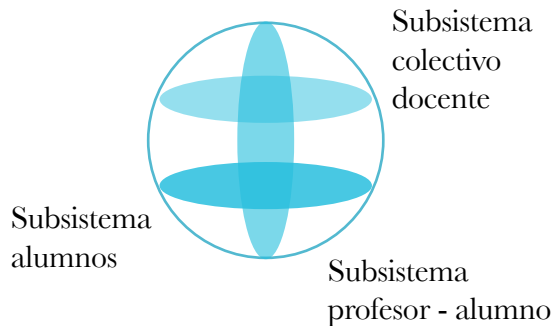 Subsistema
colectivo
docente
Subsistema
alumnos
Subsistema
profesor - alumno